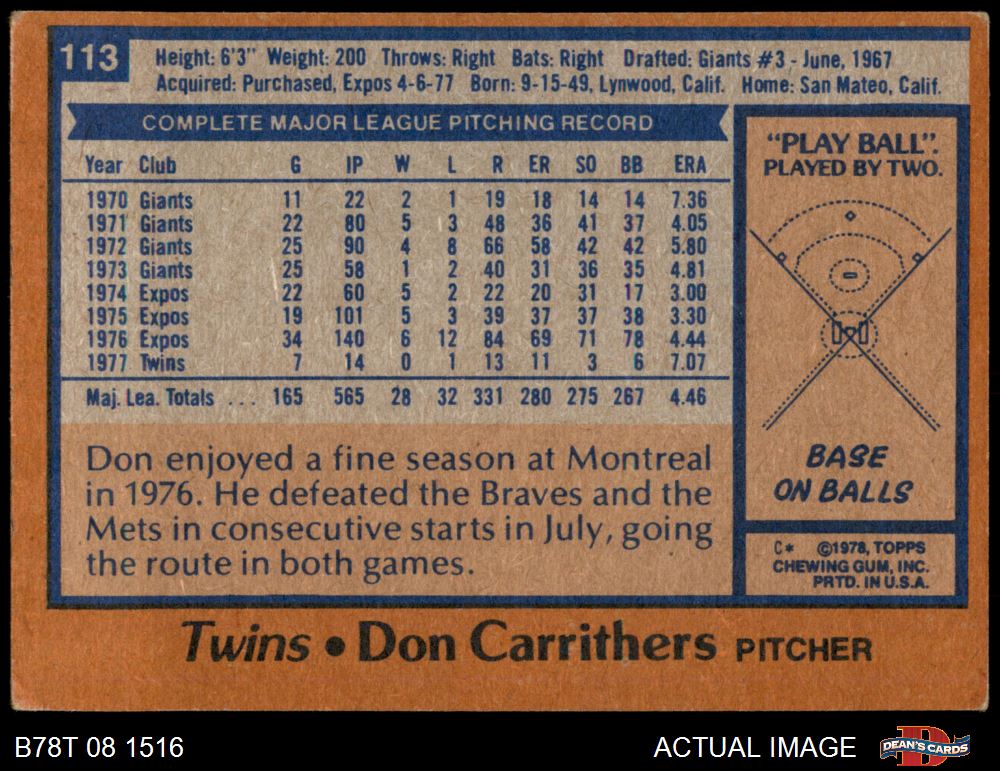 113
Height: 6'3" Weight: 200 Throws: Right Bats: Right Drafted: Giants #3 - June, 1967
Acquired: Purchased, Expos 4-6-77 Born: 9-15-49, Lynwood, Calif. Home: San Mateo, Calif.
COMPLETE MAJOR LEAGUE PITCHING RECORD
Year Club G IP W L R ER SO BB ERA
1970 Giants 11 22 2 1 19 18 14 14 7.36
1971 Giants 22 80 5 3 48 36 41 37 4.05
1972 Giants 25 90 4 8 66 58 42 42 5.80
1973 Giants 25 58 1 2 40 31 36 35 4.81
1974 Expos 22 60 5 2 22 20 31 17 3.00
1975 Expos 19 101 5 3 39 37 37 38 3.30
1976 Expos 34 140 6 12 84 69 71 78 4.44
1977 Twins 7 14 0 1 13 11 3 6 7.07
Maj. Lea. Totals ... 165 565 28 32 331 280 275 267 4.46
Don enjoyed a fine season at Montreal
in 1976. He defeated the Braves and the
Mets in consecutive starts in July, going
the route in both games.
"PLAY BALL":
PLAYED BY TWO.
BASE
ON BALLS
C* ©1978, TOPPS
CHEWING GUM, INC.
PRTD. IN U.S.A.
Twins • Don Carrithers PITCHER
B78T 08 1516
ACTUAL IMAGE
DEAN'S CARDS